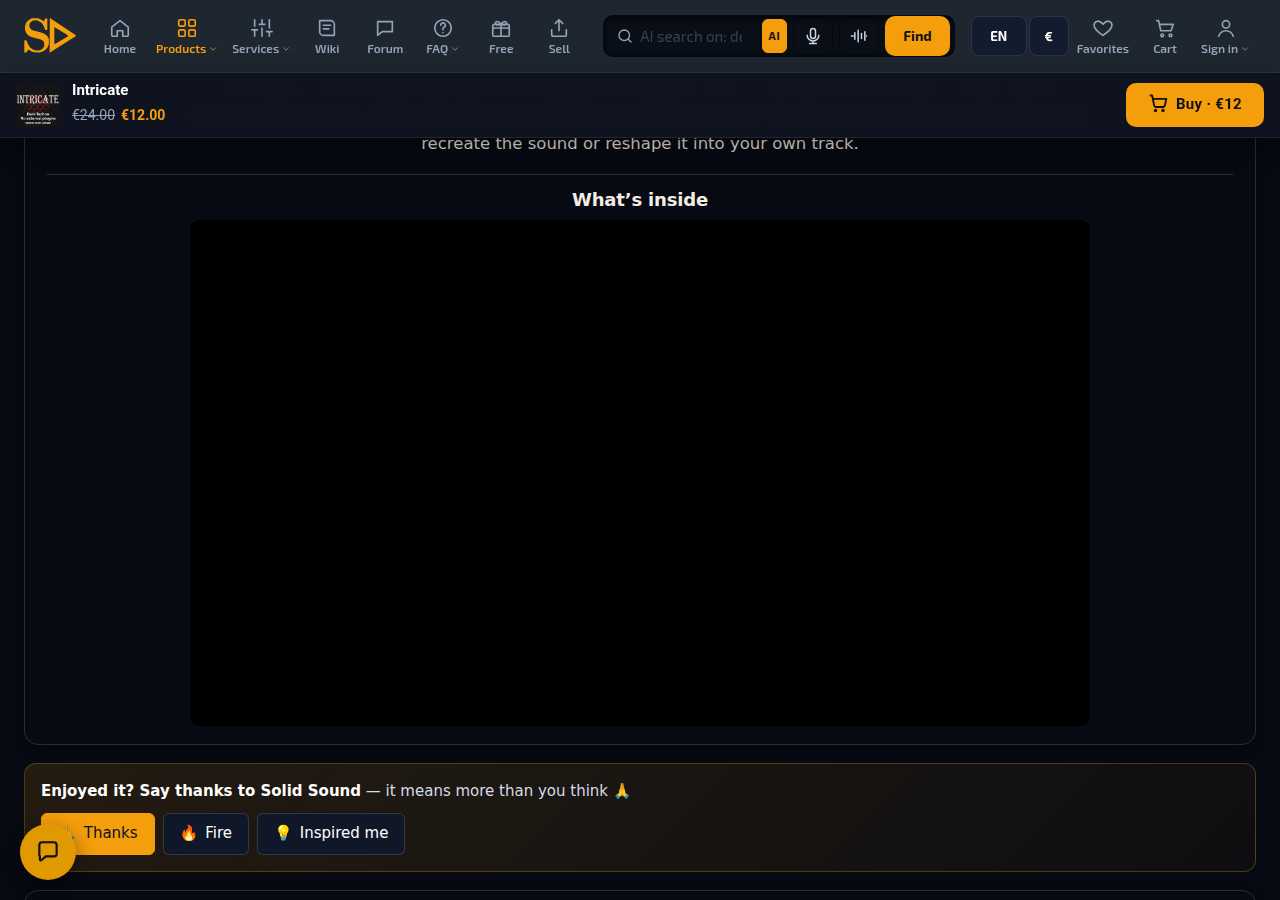 Home
Products
Services
Wiki
Forum
FAQ
Free
Sell
AI search on:
AI
Find
EN
€
Favorites
Cart
Sign in
INTRICATE
Intricate
€24.00 €12.00
Buy · €12
recreate the sound or reshape it into your own track.
What’s inside
Enjoyed it? Say thanks to Solid Sound — it means more than you think 🙏
Thanks
🔥 Fire
💡 Inspired me